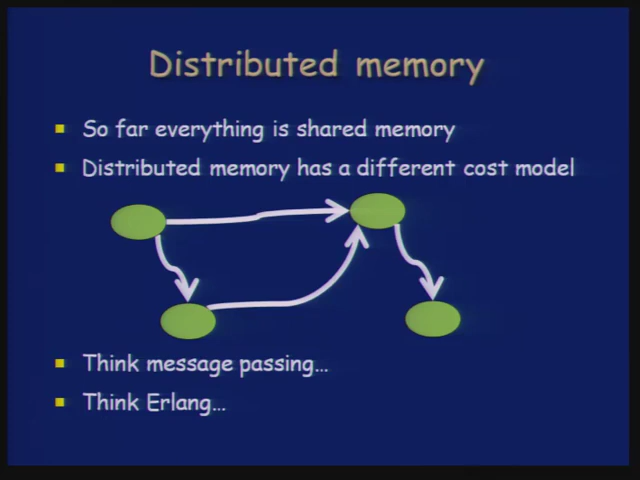 Distributed memory
So far everything is shared memory
Distributed memory has a different cost model
Think message passing…
Think Erlang…